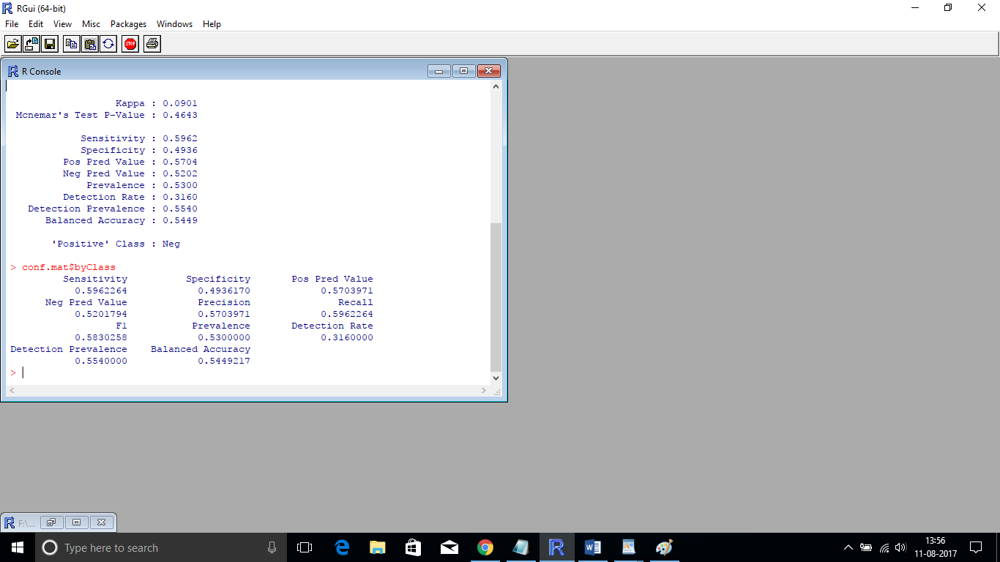 RGui (64-bit)
File Edit View Misc Packages Windows Help
STOP
R Console
Kappa : 0.0901
Mcnemar's Test P-Value : 0.4643
Sensitivity : 0.5962
Specificity : 0.4936
Pos Pred Value : 0.5704
Neg Pred Value : 0.5202
Prevalence : 0.5300
Detection Rate : 0.3160
Detection Prevalence : 0.5540
Balanced Accuracy : 0.5449
'Positive' Class : Neg
> conf.mat$byClass
Sensitivity Specificity Pos Pred Value
0.5962264 0.4936170 0.5703971
Neg Pred Value Precision Recall
0.5201794 0.5703971 0.5962264
F1 Prevalence Detection Rate
0.5830258 0.5300000 0.3160000
Detection Prevalence Balanced Accuracy
0.5540000 0.5449217
>
F:\...
Type here to search
13:56
11-08-2017